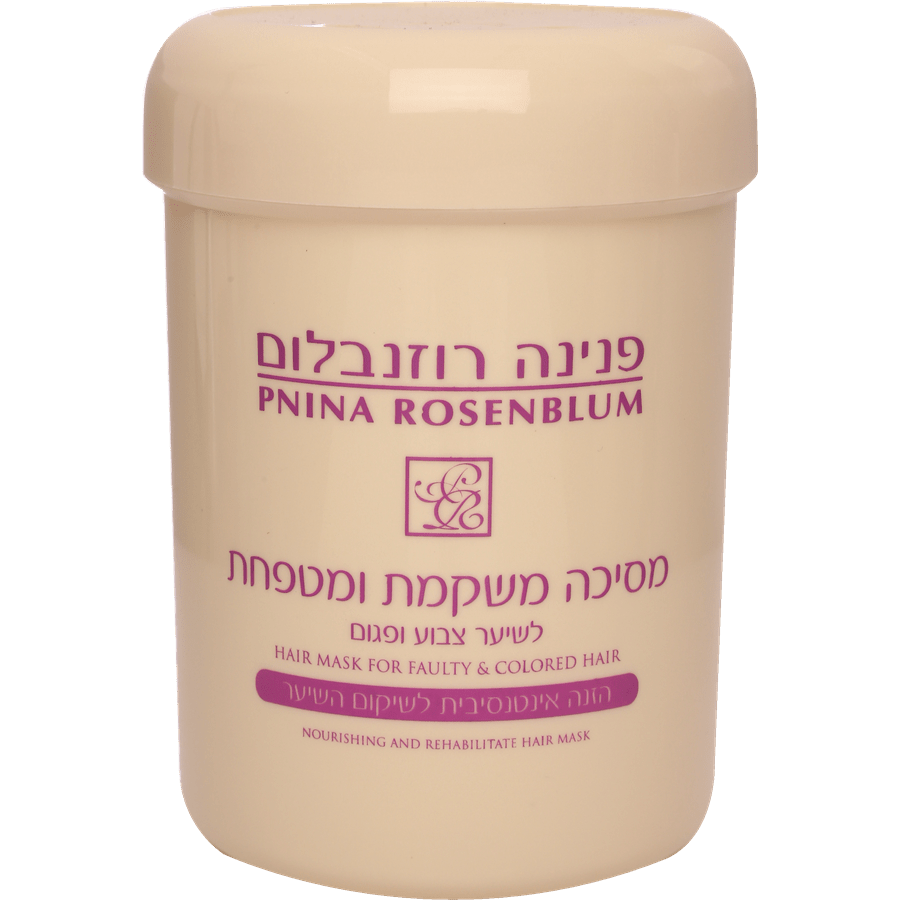 פנינה רוזנבלום
PNINA ROSENBLUM
PR
מסיכה משקמת ומטפחת
לשיער צבוע ופגום
HAIR MASK FOR FAULTY & COLORED HAIR
הזנה אינטנסיבית לשיקום השיער
NOURISHING AND REHABILITATE HAIR MASK